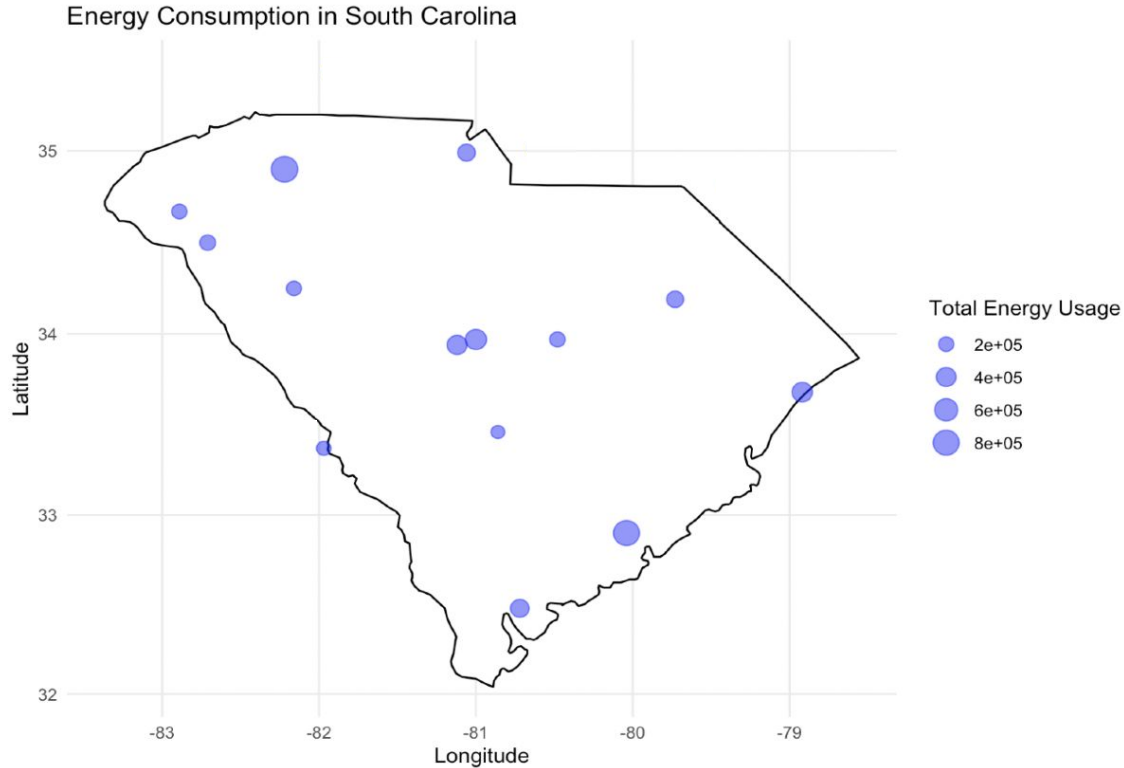 Energy Consumption in South Carolina
35
34
33
32
Latitude
-83
-82
-81
-80
-79
Longitude
Total Energy Usage
2e+05
4e+05
6e+05
8e+05